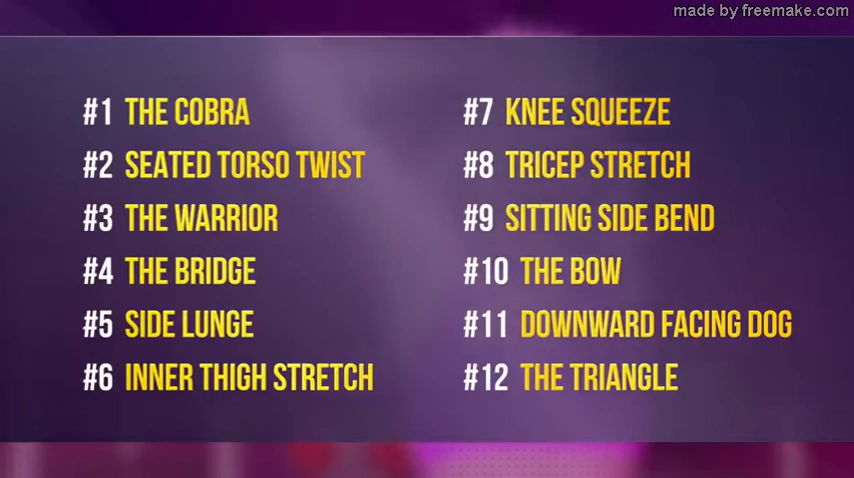 made by freemake.com
#1 THE COBRA
#2 SEATED TORSO TWIST
#3 THE WARRIOR
#4 THE BRIDGE
#5 SIDE LUNGE
#6 INNER THIGH STRETCH
#7 KNEE SQUEEZE
#8 TRICEP STRETCH
#9 SITTING SIDE BEND
#10 THE BOW
#11 DOWNWARD FACING DOG
#12 THE TRIANGLE